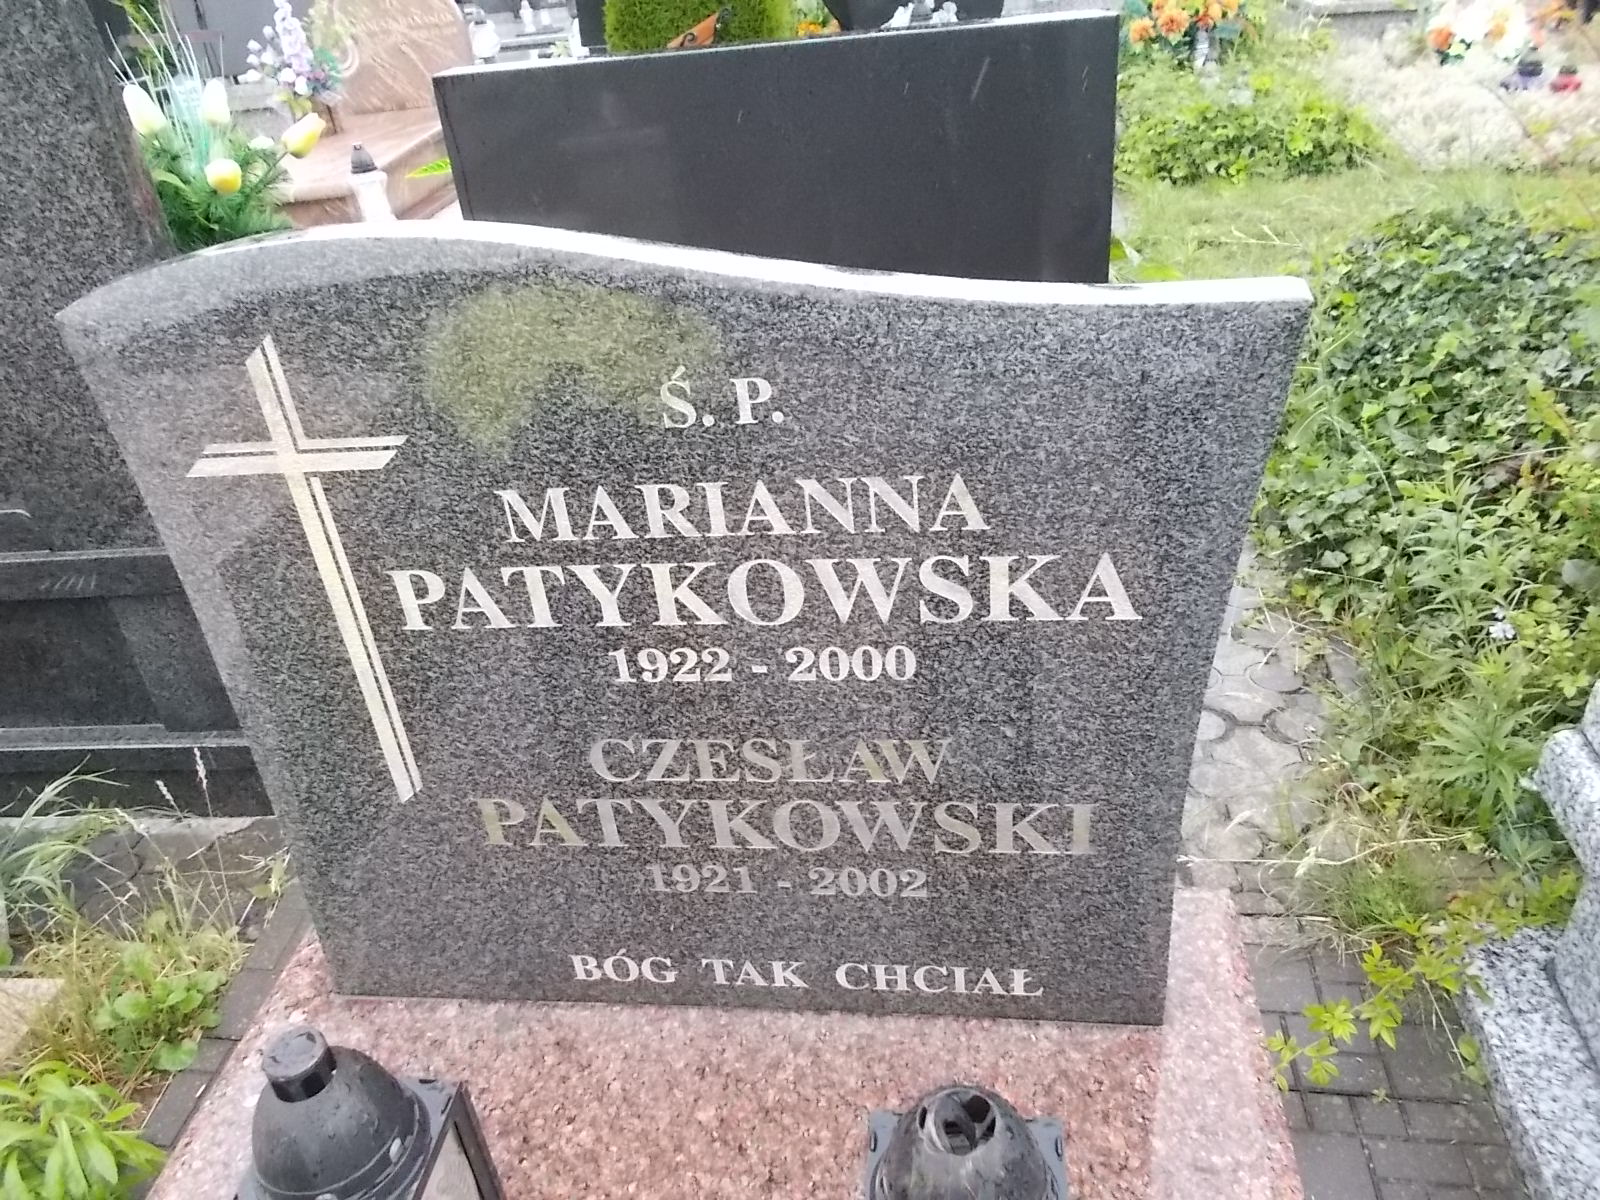 Ś. P.
MARIANNA
PATYKOWSKA
1922 - 2000
CZESŁAW
PATYKOWSKI
1921 - 2002
BÓG TAK CHCIAŁ